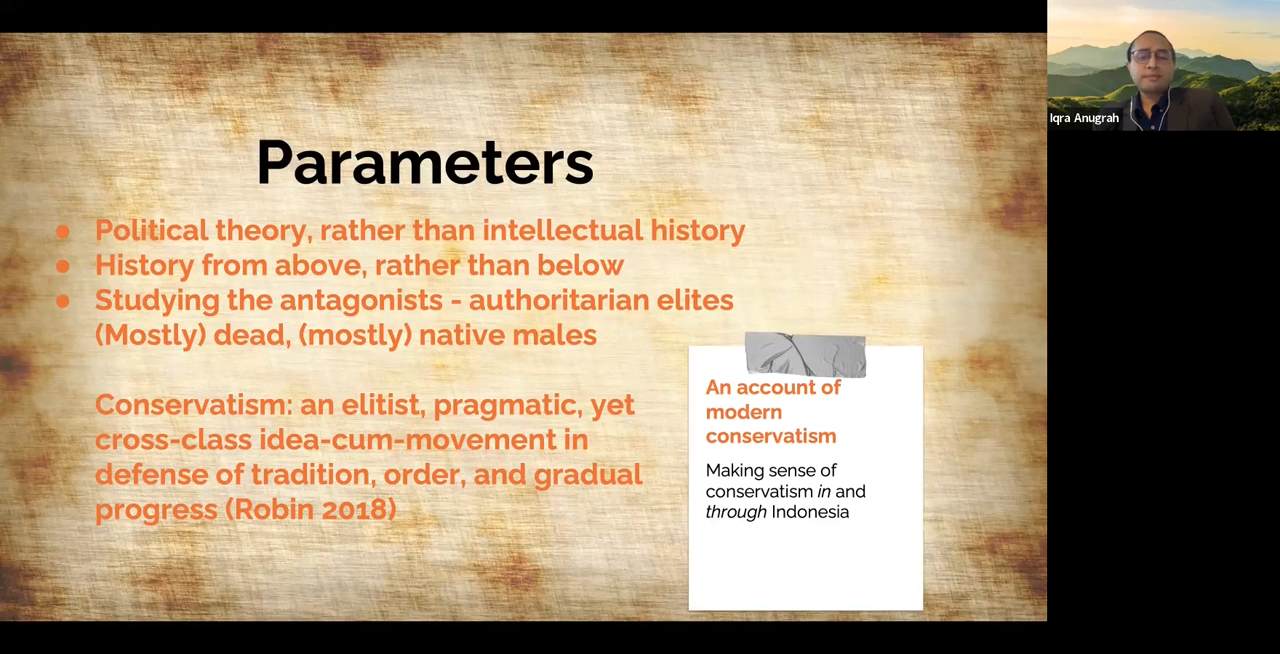 Parameters
● Political theory, rather than intellectual history
● History from above, rather than below
● Studying the antagonists - authoritarian elites
(Mostly) dead, (mostly) native males
Conservatism: an elitist, pragmatic, yet
cross-class idea-cum-movement in
defense of tradition, order, and gradual
progress (Robin 2018)
An account of
modern
conservatism
Making sense of
conservatism in and
through Indonesia
Iqra Anugrah